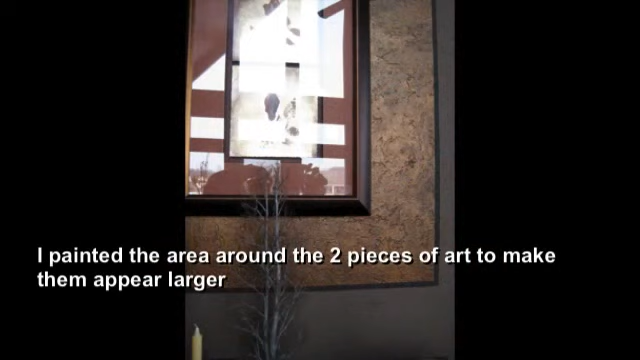 I painted the area around the 2 pieces of art to make
them appear larger